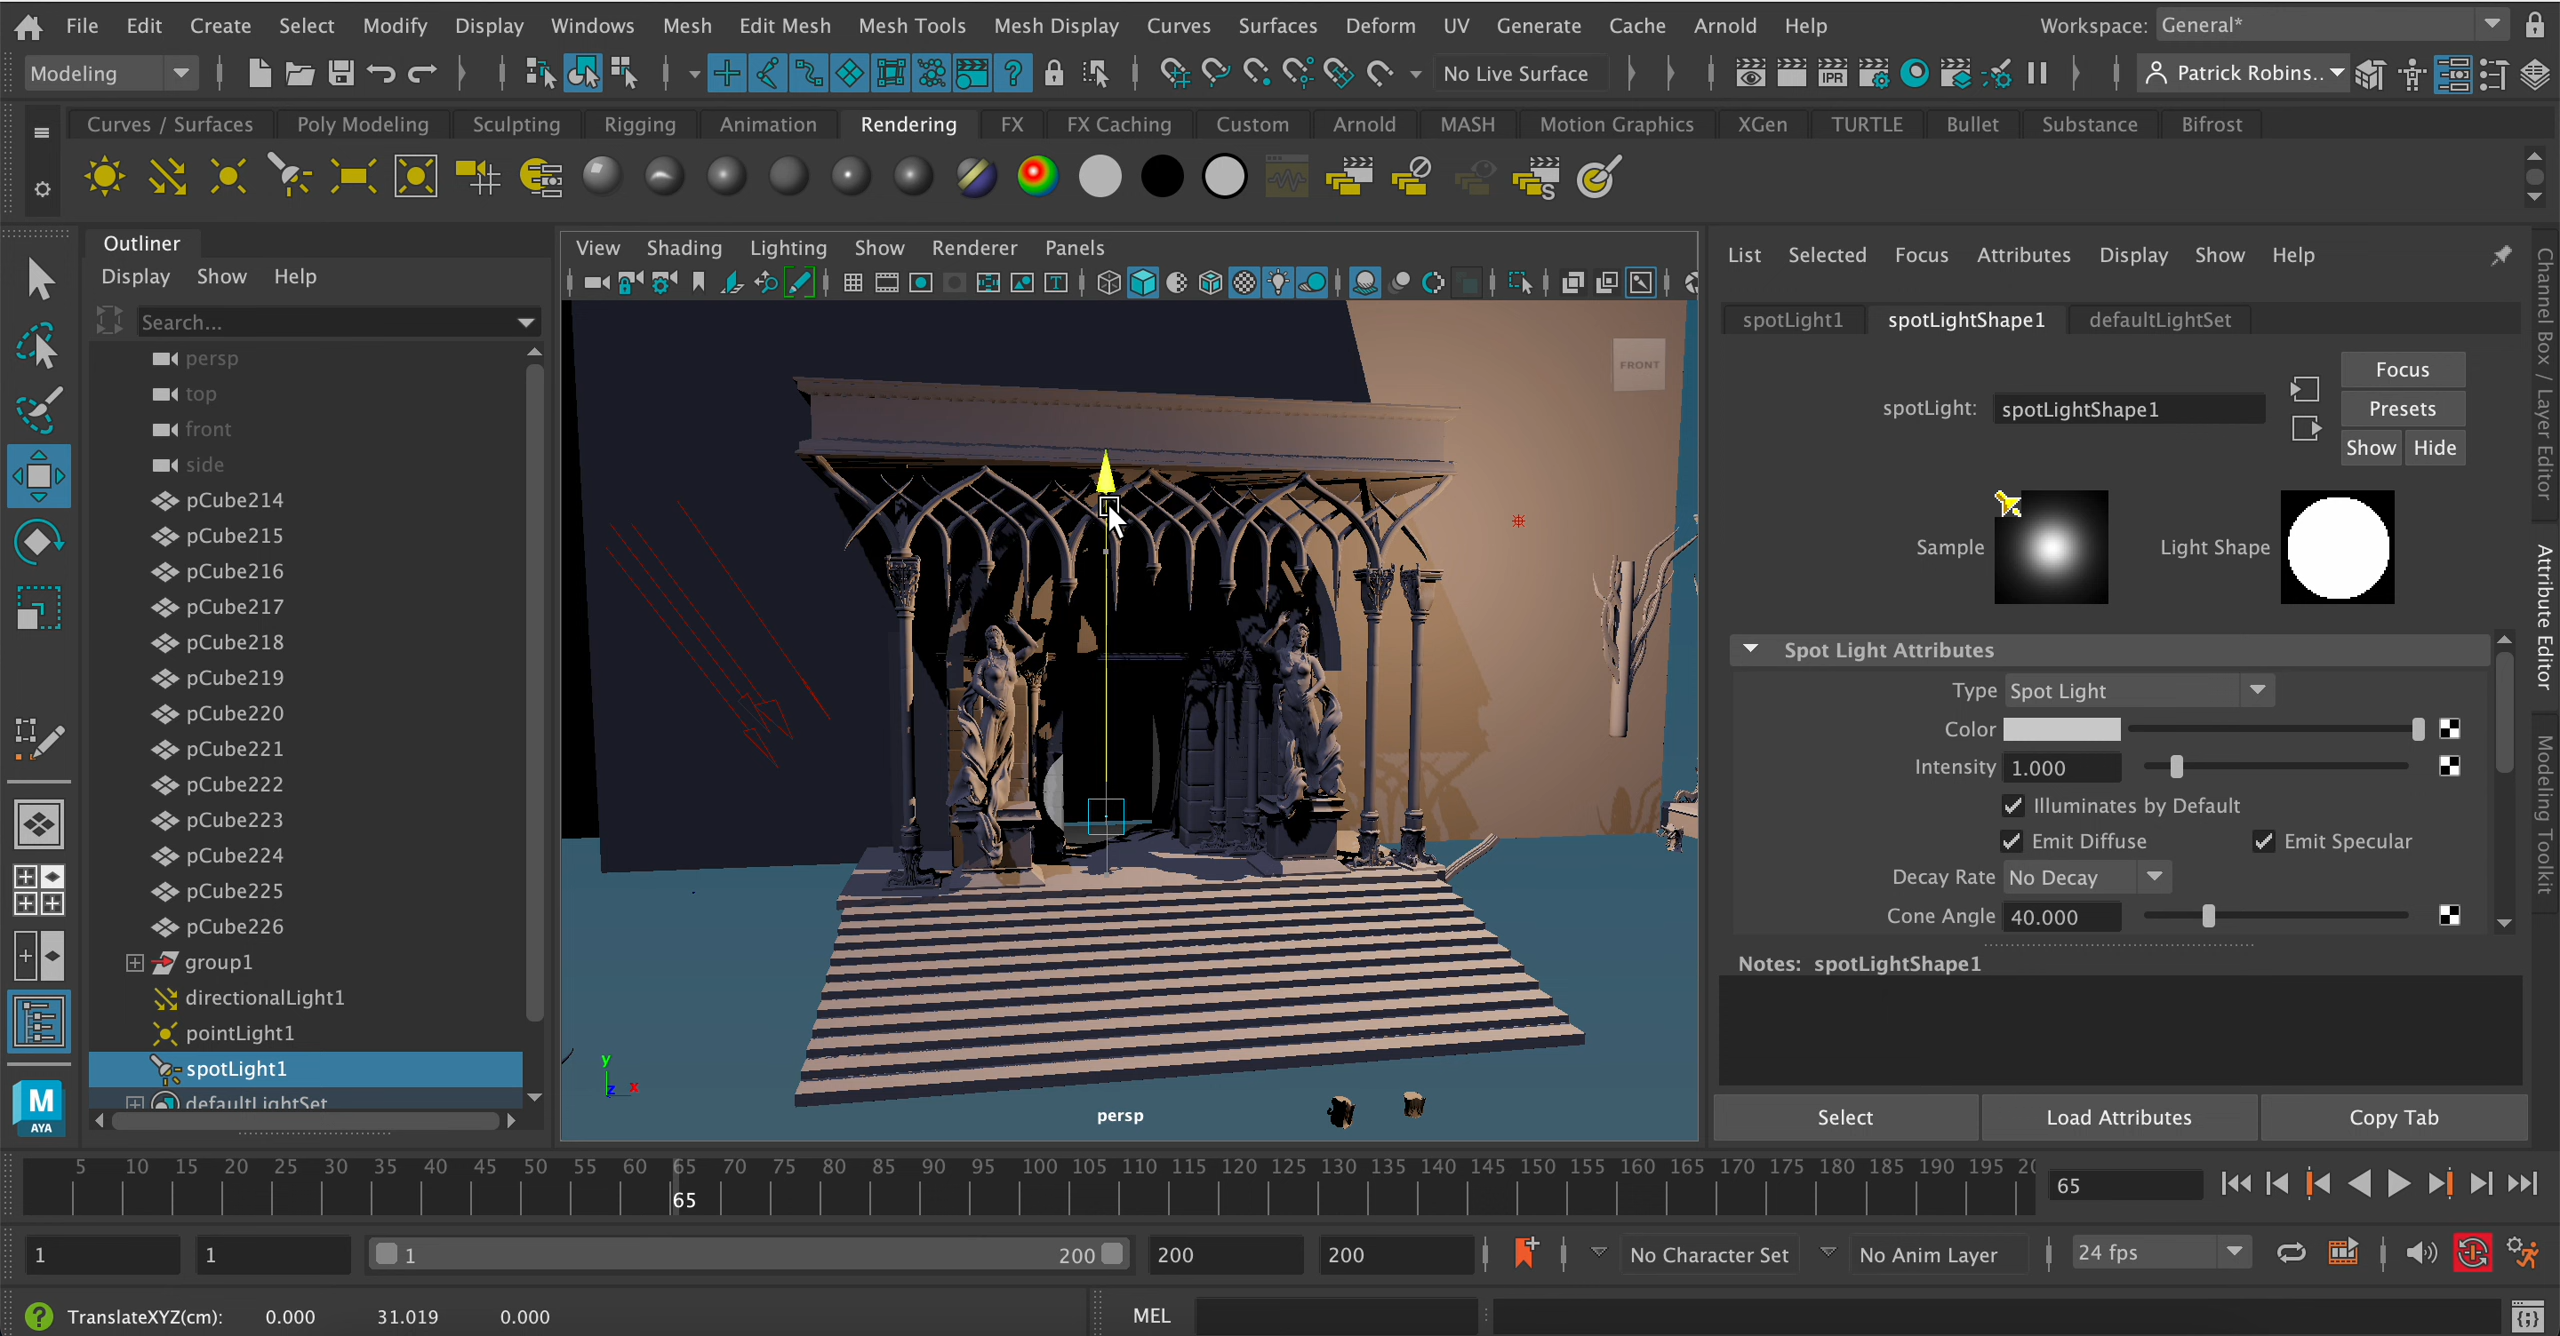 File Edit Create Select Modify Display Windows Mesh Edit Mesh Mesh Tools Mesh Display Curves Surfaces Deform UV Generate Cache Arnold Help Workspace: General*
Modeling No Live Surface Patrick Robins..
IPR
Curves / Surfaces Poly Modeling Sculpting Rigging Animation Rendering FX FX Caching Custom Arnold MASH Motion Graphics XGen TURTLE Bullet Substance Bifrost
Outliner
Display Show Help
Search...
persp
top
front
side
pCube214
pCube215
pCube216
pCube217
pCube218
pCube219
pCube220
pCube221
pCube222
pCube223
pCube224
pCube225
pCube226
group1
directionalLight1
pointLight1
spotLight1
defaultLightSet
M
AYA
View Shading Lighting Show Renderer Panels
FRONT
y
z
x
persp
List Selected Focus Attributes Display Show Help
spotLight1 spotLightShape1 defaultLightSet
spotLight: spotLightShape1
Focus
Presets
Show Hide
Sample Light Shape
Spot Light Attributes
Type Spot Light
Color
Intensity 1.000
Illuminates by Default
Emit Diffuse Emit Specular
Decay Rate No Decay
Cone Angle 40.000
Notes: spotLightShape1
Select Load Attributes Copy Tab
Channel Box / Layer Editor
Attribute Editor
Modeling Toolkit
5 10 15 20 25 30 35 40 45 50 55 60 65 70 75 80 85 90 95 100 105 110 115 120 125 130 135 140 145 150 155 160 165 170 175 180 185 190 195
65
65
1 1 1 200 200 200 No Character Set No Anim Layer 24 fps
TranslateXYZ(cm): 0.000 31.019 0.000 MEL